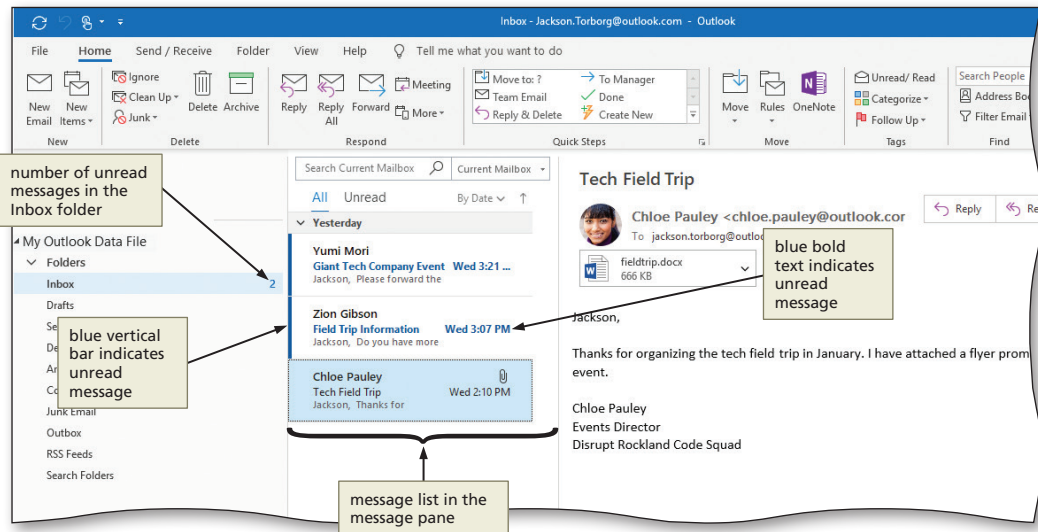 Inbox - Jackson.Torborg@outlook.com - Outlook
File Home Send / Receive Folder View Help Tell me what you want to do
New Email
New Items
Ignore
Clean Up
Junk
Delete
Archive
Reply
Reply All
Forward
Meeting
More
Move to: ?
Team Email
Reply & Delete
To Manager
Done
Create New
Move
Rules
OneNote
Unread/ Read
Categorize
Follow Up
Search People
Address Boo
Filter Email
New
Delete
Respond
Quick Steps
Move
Tags
Find
number of unread
messages in the
Inbox folder
My Outlook Data File
Folders
Inbox 2
Drafts
Se
De
Ar
Co
Junk Email
Outbox
RSS Feeds
Search Folders
blue vertical
bar indicates
unread
message
Search Current Mailbox
Current Mailbox
All Unread By Date
Yesterday
Yumi Mori
Giant Tech Company Event Wed 3:21 ...
Jackson, Please forward the
Zion Gibson
Field Trip Information Wed 3:07 PM
Jackson, Do you have more
Chloe Pauley
Tech Field Trip Wed 2:10 PM
Jackson, Thanks for
message list in the
message pane
Tech Field Trip
Chloe Pauley <chloe.pauley@outlook.cor
To jackson.torborg@outlo
Reply
Re
fieldtrip.docx
666 KB
blue bold
text indicates
unread
message
Jackson,
Thanks for organizing the tech field trip in January. I have attached a flyer prom
event.
Chloe Pauley
Events Director
Disrupt Rockland Code Squad